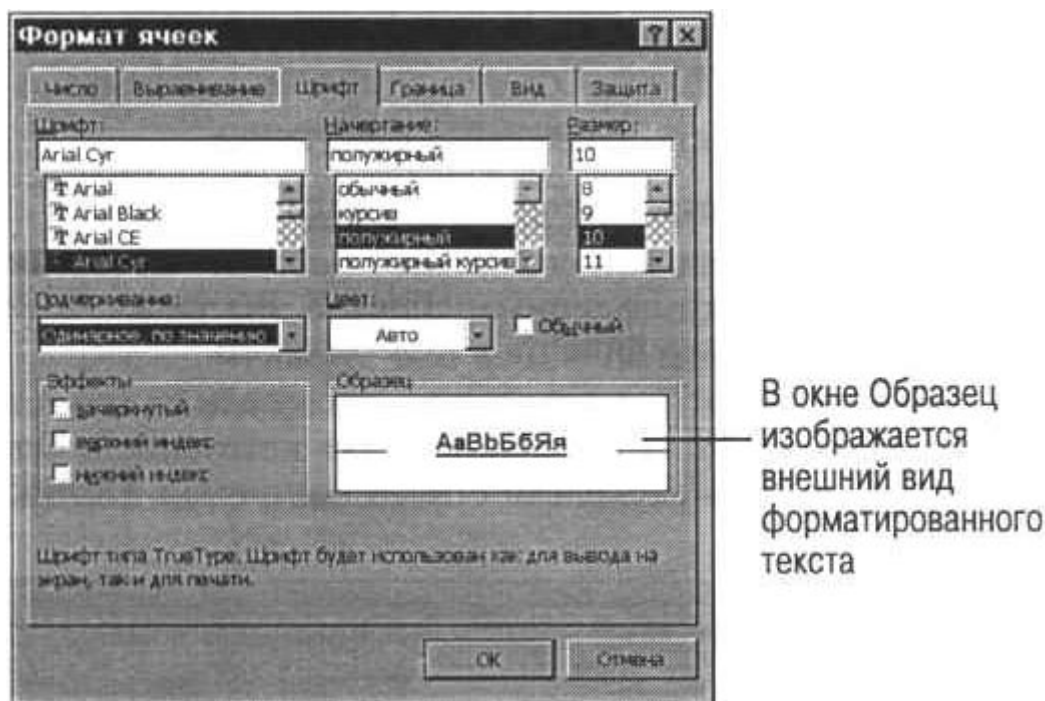 Формат ячеек
Число Выравнивание Шрифт Граница Вид Защита
Шрифт: Начертание: Размер:
Arial Cyr полужирный 10
Arial обычный 8
Arial Black курсив 9
Arial CE полужирный 10
Arial Cyr полужирный курсив 11
Подчеркивание: Цвет:
Одинарное, по значению Авто Обычный
Эффекты Образец
зачеркнутый
верхний индекс
нижний индекс
АаВbБбЯя
Шрифт типа TrueType. Шрифт будет использован как для вывода на
экран, так и для печати.
OK Отмена
В окне Образец
изображается
внешний вид
форматированного
текста